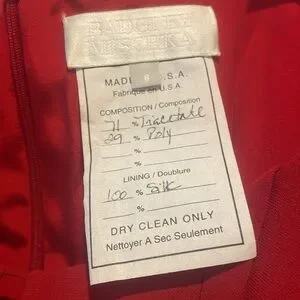 BADGLEY
MISCHKA
6
MADE U.S.A.
Fabriqué en U.S.A.
COMPOSITION / Composition
71 % Triacetate
29 % Poly
%
%
LINING / Doublure
100 % Silk
%
DRY CLEAN ONLY
Nettoyer A Sec Seulement